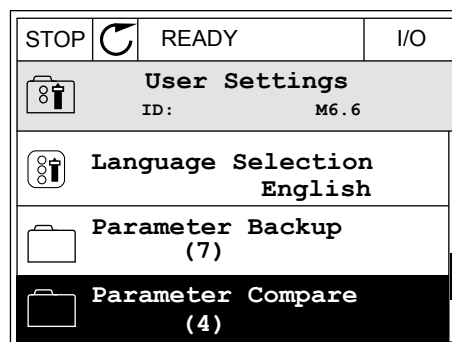 STOP READY I/O
User Settings
ID: M6.6
Language Selection
English
Parameter Backup
(7)
Parameter Compare
(4)